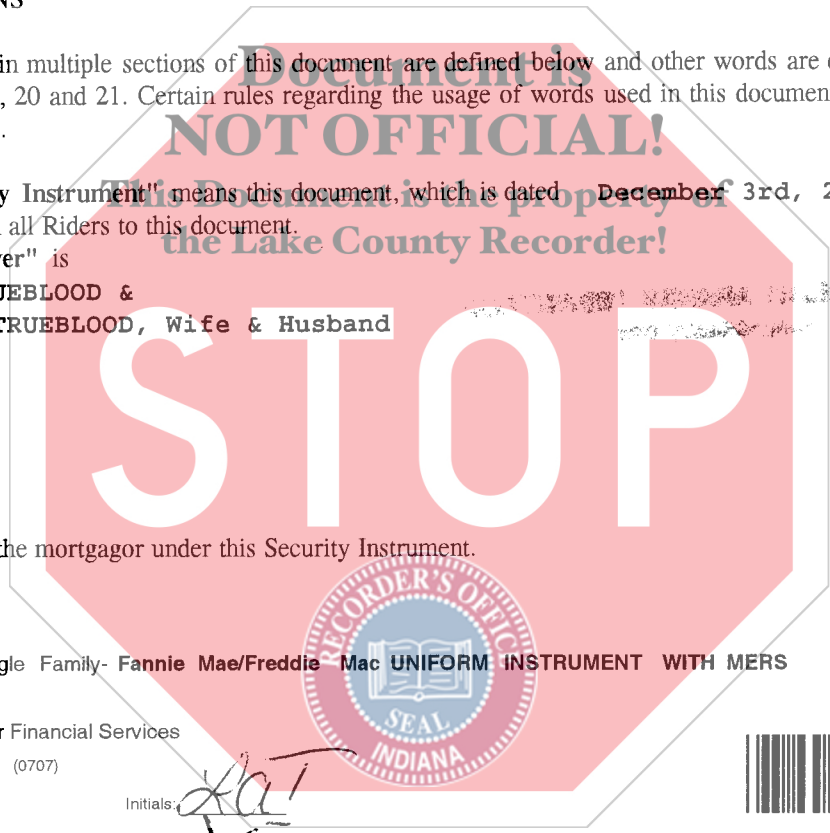 NS
in multiple sections of this document are defined below and other words are
, 20 and 21. Certain rules regarding the usage of words used in this documen
.
Document is
NOT OFFICIAL!
This Document is the property of
the Lake County Recorder!
y Instrument" means this document, which is dated December 3rd, 2
all Riders to this document.
er" is
UEBLOOD &
TRUEBLOOD, Wife & Husband
STOP
the mortgagor under this Security Instrument.
RECORDER'S OFFICE
SEAL
INDIANA
gle Family- Fannie Mae/Freddie Mac UNIFORM INSTRUMENT WITH MERS
r Financial Services
(0707)
Initials: